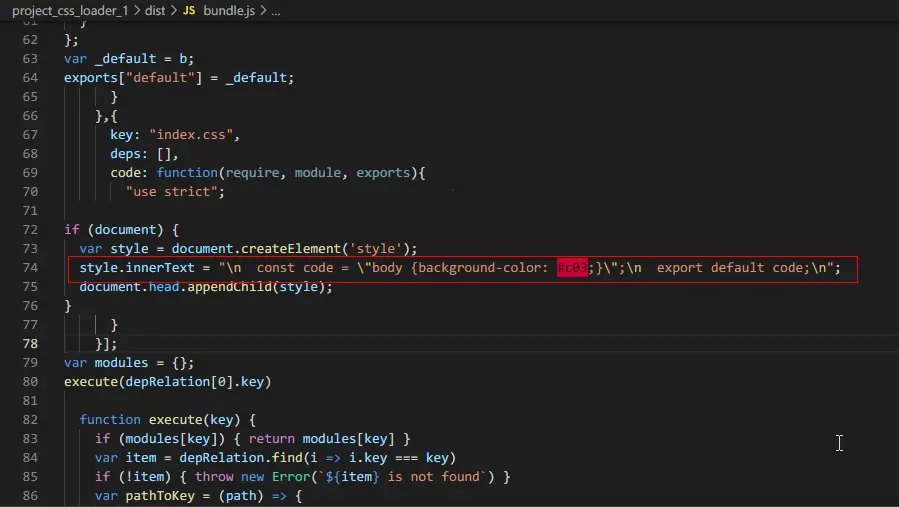 project_css_loader_1 > dist > JS bundle.js > ...
61 }
62 };
63 var _default = b;
64 exports["default"] = _default;
65 }
66 },{
67 key: "index.css",
68 deps: [],
69 code: function(require, module, exports){
70 "use strict";
71
72 if (document) {
73 var style = document.createElement('style');
74 style.innerText = "\n  const code = \"body {background-color: #c03;}\";\n  export default code;\n";
75 document.head.appendChild(style);
76 }
77 }
78 }];
79 var modules = {};
80 execute(depRelation[0].key)
81
82 function execute(key) {
83 if (modules[key]) { return modules[key] }
84 var item = depRelation.find(i => i.key === key)
85 if (!item) { throw new Error(`${item} is not found`) }
86 var pathToKey = (path) => {